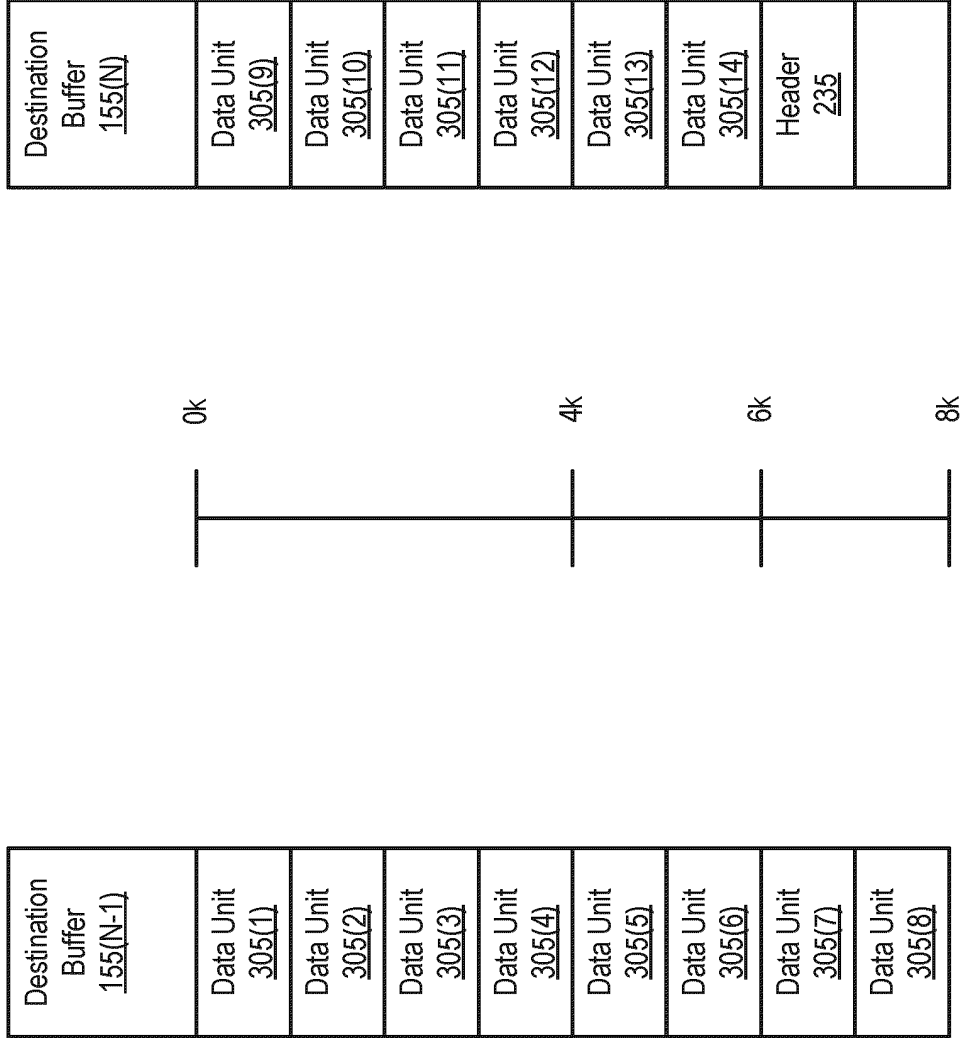 Destination
Buffer
155(N-1)
Data Unit
305(1)
Data Unit
305(2)
Data Unit
305(3)
Data Unit
305(4)
Data Unit
305(5)
Data Unit
305(6)
Data Unit
305(7)
Data Unit
305(8)
0k
4k
6k
8k
Destination
Buffer
155(N)
Data Unit
305(9)
Data Unit
305(10)
Data Unit
305(11)
Data Unit
305(12)
Data Unit
305(13)
Data Unit
305(14)
Header
235